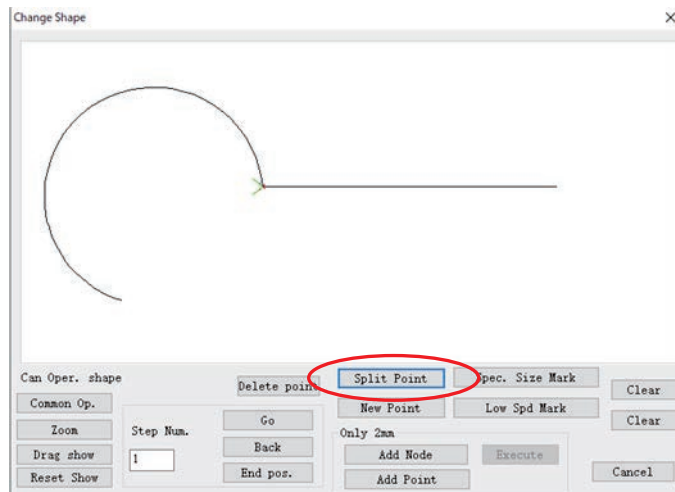 Change Shape
Can Oper. shape
Delete point
Split Point
Spec. Size Mark
Clear
Common Op.
New Point
Low Spd Mark
Clear
Zoom
Step Num.
Go
Only 2mm
Drag show
1
Back
Add Node
Execute
Reset Show
End pos.
Add Point
Cancel